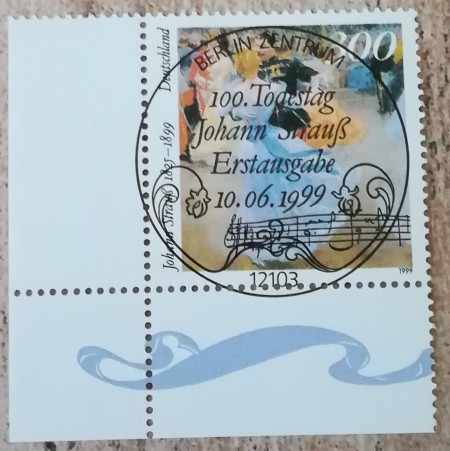 BERLIN ZENTRUM
300
100. Todestag
Johann Strauß
Erstausgabe
10.06.1999
12103
Johann Strauß 1825–1899
Deutschland
1999